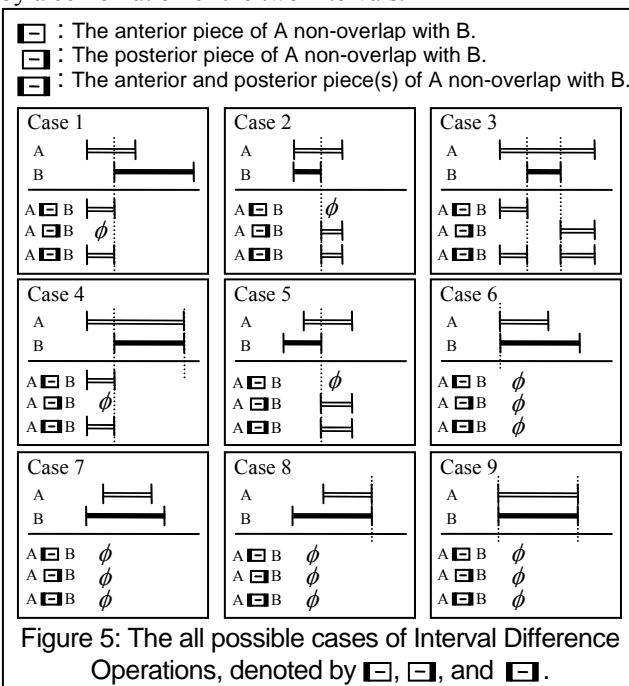 : The anterior piece of A non-overlap with B.
: The posterior piece of A non-overlap with B.
: The anterior and posterior piece(s) of A non-overlap with B.
Case 1
A
B
A ⊟ B
A ⊟ B ϕ
A ⊟ B
Case 2
A
B
A ⊟ B ϕ
A ⊟ B
A ⊟ B
Case 3
A
B
A ⊟ B
A ⊟ B
A ⊟ B
Case 4
A
B
A ⊟ B
A ⊟ B ϕ
A ⊟ B
Case 5
A
B
A ⊟ B ϕ
A ⊟ B
A ⊟ B
Case 6
A
B
A ⊟ B ϕ
A ⊟ B ϕ
A ⊟ B ϕ
Case 7
A
B
A ⊟ B ϕ
A ⊟ B ϕ
A ⊟ B ϕ
Case 8
A
B
A ⊟ B ϕ
A ⊟ B ϕ
A ⊟ B ϕ
Case 9
A
B
A ⊟ B ϕ
A ⊟ B ϕ
A ⊟ B ϕ
Figure 5: The all possible cases of Interval Difference
Operations, denoted by ⊟, ⊟, and ⊟.